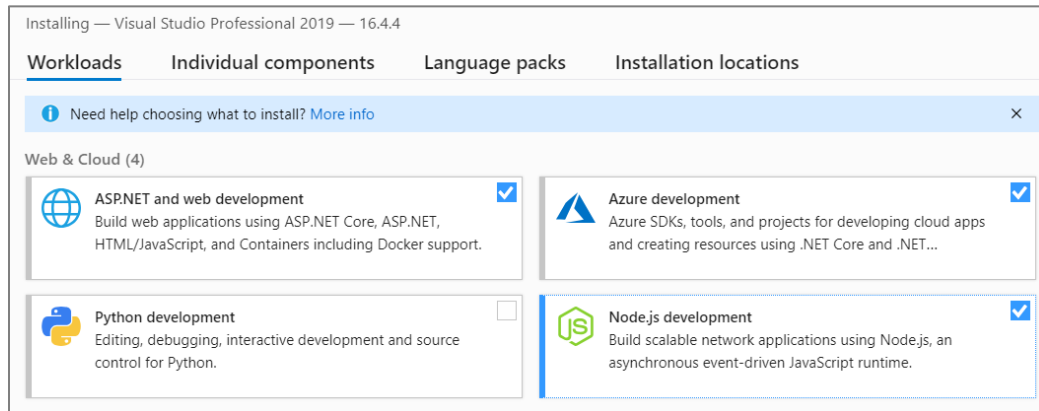 Installing — Visual Studio Professional 2019 — 16.4.4
Workloads Individual components Language packs Installation locations
Need help choosing what to install? More info
Web & Cloud (4)
ASP.NET and web development
Build web applications using ASP.NET Core, ASP.NET,
HTML/JavaScript, and Containers including Docker support.
Azure development
Azure SDKs, tools, and projects for developing cloud apps
and creating resources using .NET Core and .NET...
Python development
Editing, debugging, interactive development and source
control for Python.
JS
Node.js development
Build scalable network applications using Node.js, an
asynchronous event-driven JavaScript runtime.